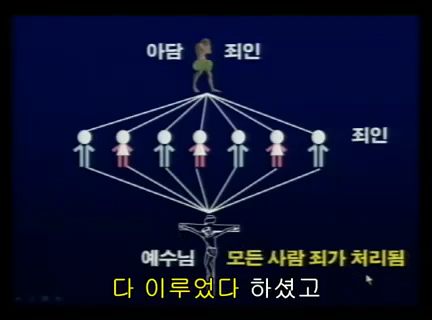 아담 죄인
죄인
예수님 모든 사람 죄가 처리됨
다 이루었다 하셨고